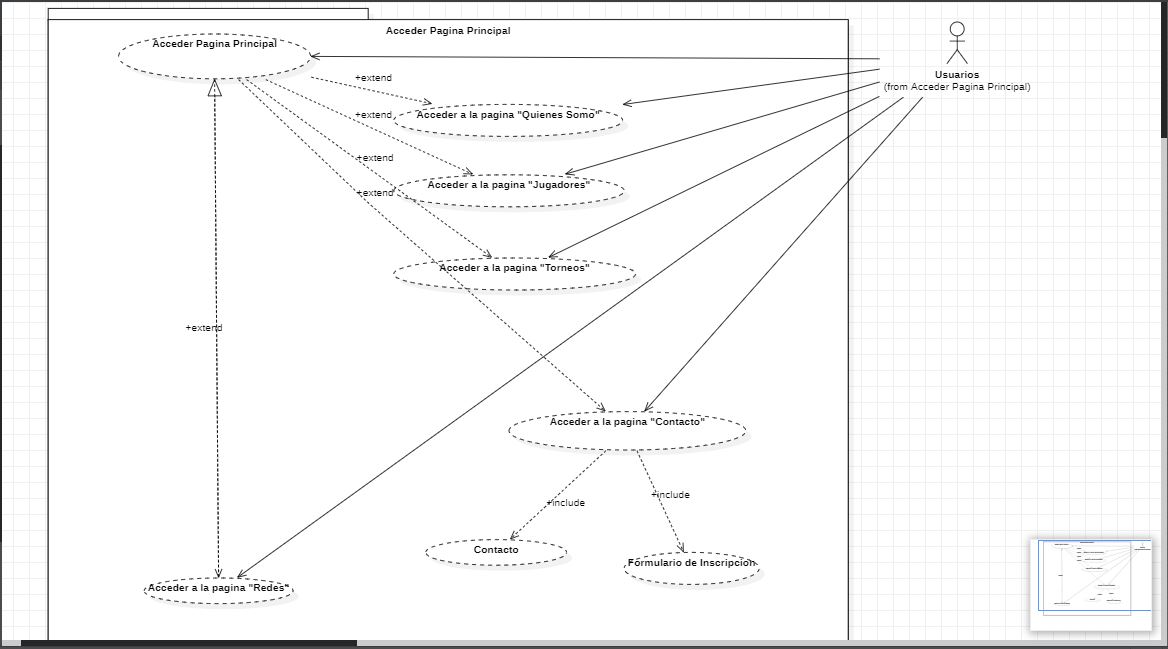 Acceder Pagina Principal
Acceder Pagina Principal
Usuarios
(from Acceder Pagina Principal)
+extend
Acceder a la pagina "Quienes Somo"
+extend
+extend
Acceder a la pagina "Jugadores"
+extend
Acceder a la pagina "Torneos"
+extend
Acceder a la pagina "Contacto"
+include
+include
Contacto
Formulario de Inscripcion
Acceder a la pagina "Redes"